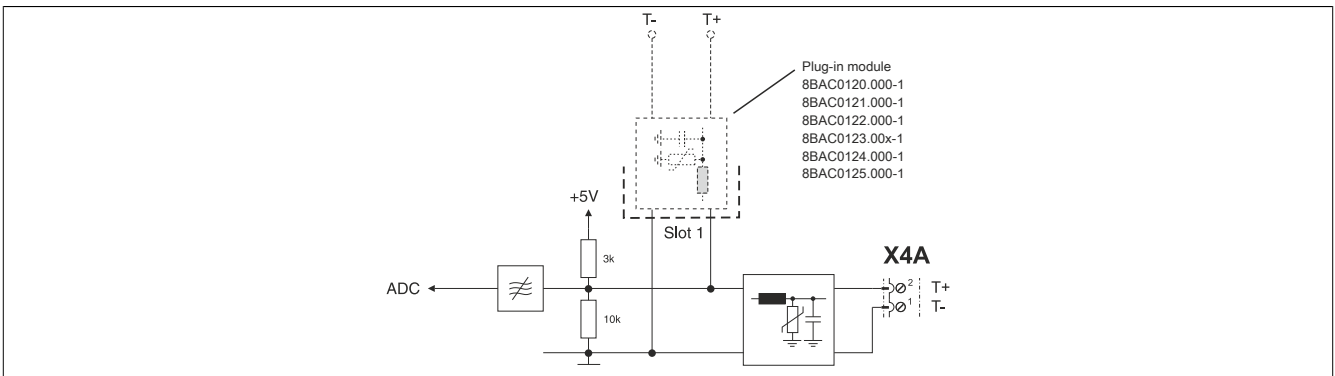 T- T+
Plug-in module
8BAC0120.000-1
8BAC0121.000-1
8BAC0122.000-1
8BAC0123.00x-1
8BAC0124.000-1
8BAC0125.000-1
+5V
Slot 1
3k
X4A
ADC
2 T+
1 T-
10k